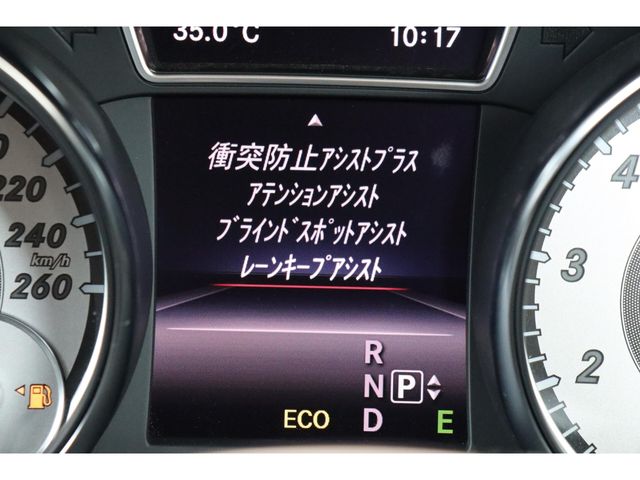 35.0°C 10:17
衝突防止アシストプラス
アテンションアシスト
ブラインドスポットアシスト
レーンキープアシスト
220
240
km/h
260
4
3
2
R
N P
ECO D E